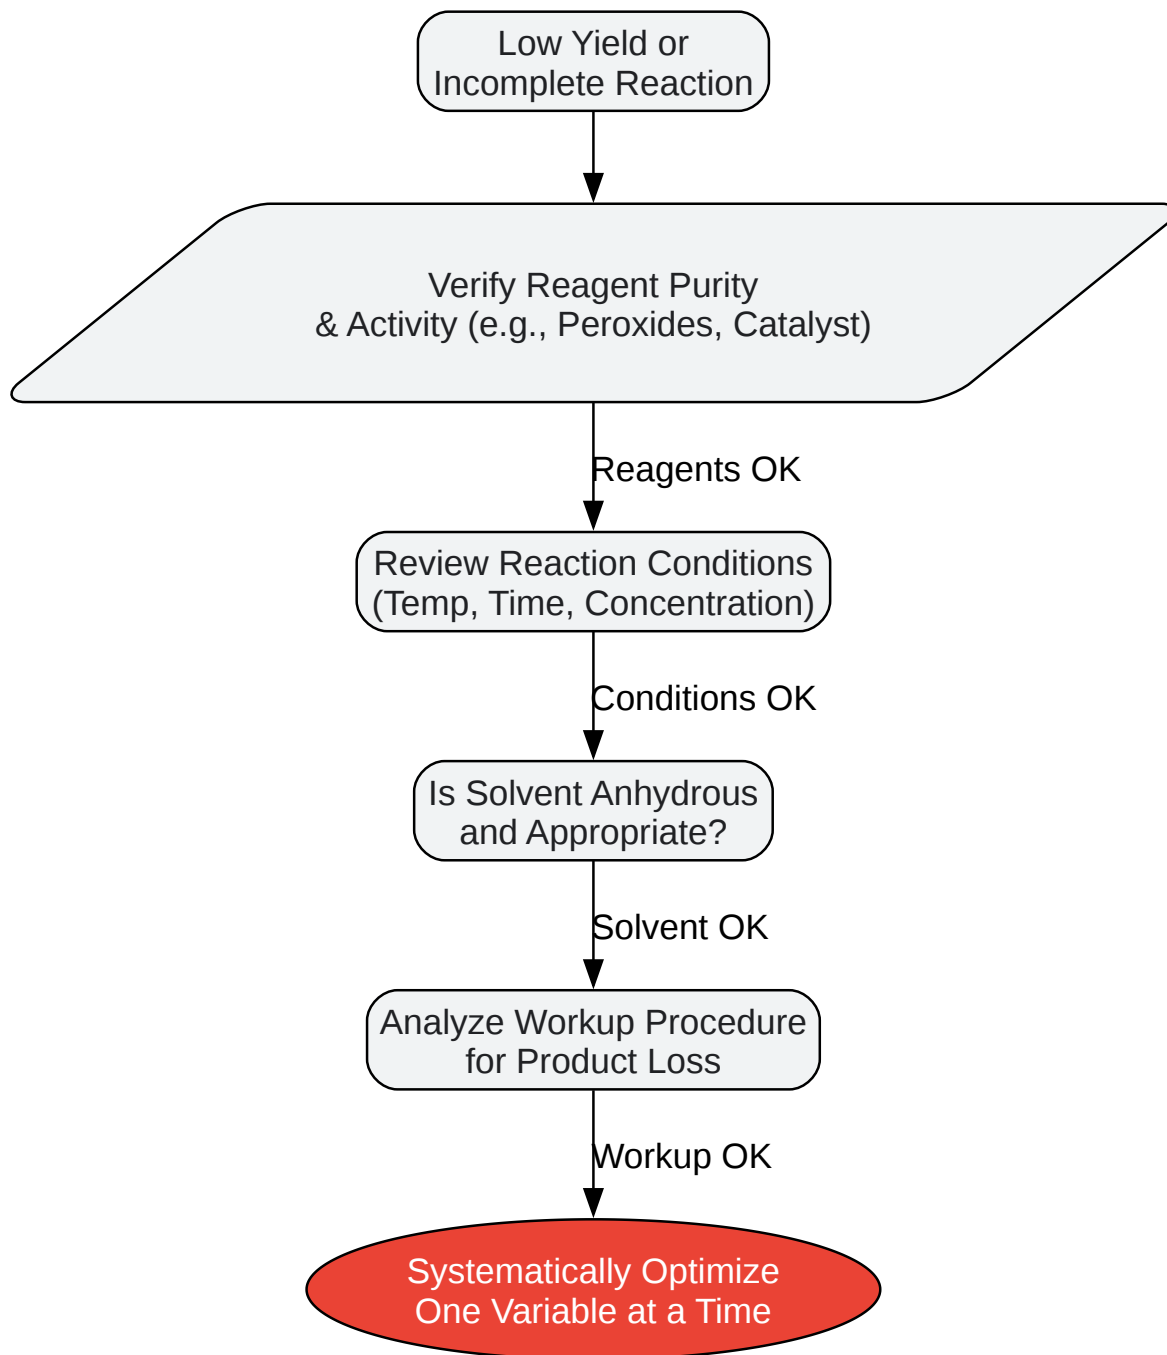 Low Yield or
Incomplete Reaction
Verify Reagent Purity
& Activity (e.g., Peroxides, Catalyst)
Reagents OK
Review Reaction Conditions
(Temp, Time, Concentration)
Conditions OK
Is Solvent Anhydrous
and Appropriate?
Solvent OK
Analyze Workup Procedure
for Product Loss
Workup OK
Systematically Optimize
One Variable at a Time